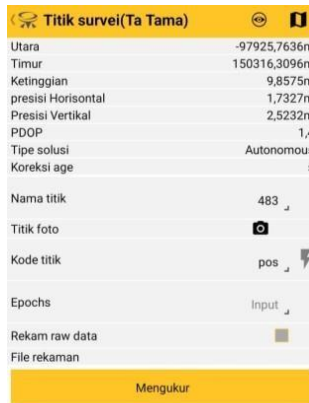 Titik survei(Ta Tama)
Utara -97925,7636m
Timur 150316,3096m
Ketinggian 9,8575m
presisi Horisontal 1,7327m
Presisi Vertikal 2,5232m
PDOP 1,
Tipe solusi Autonomous
Koreksi age
Nama titik 483
Titik foto
Kode titik pos
Epochs Input
Rekam raw data
File rekaman
Mengukur